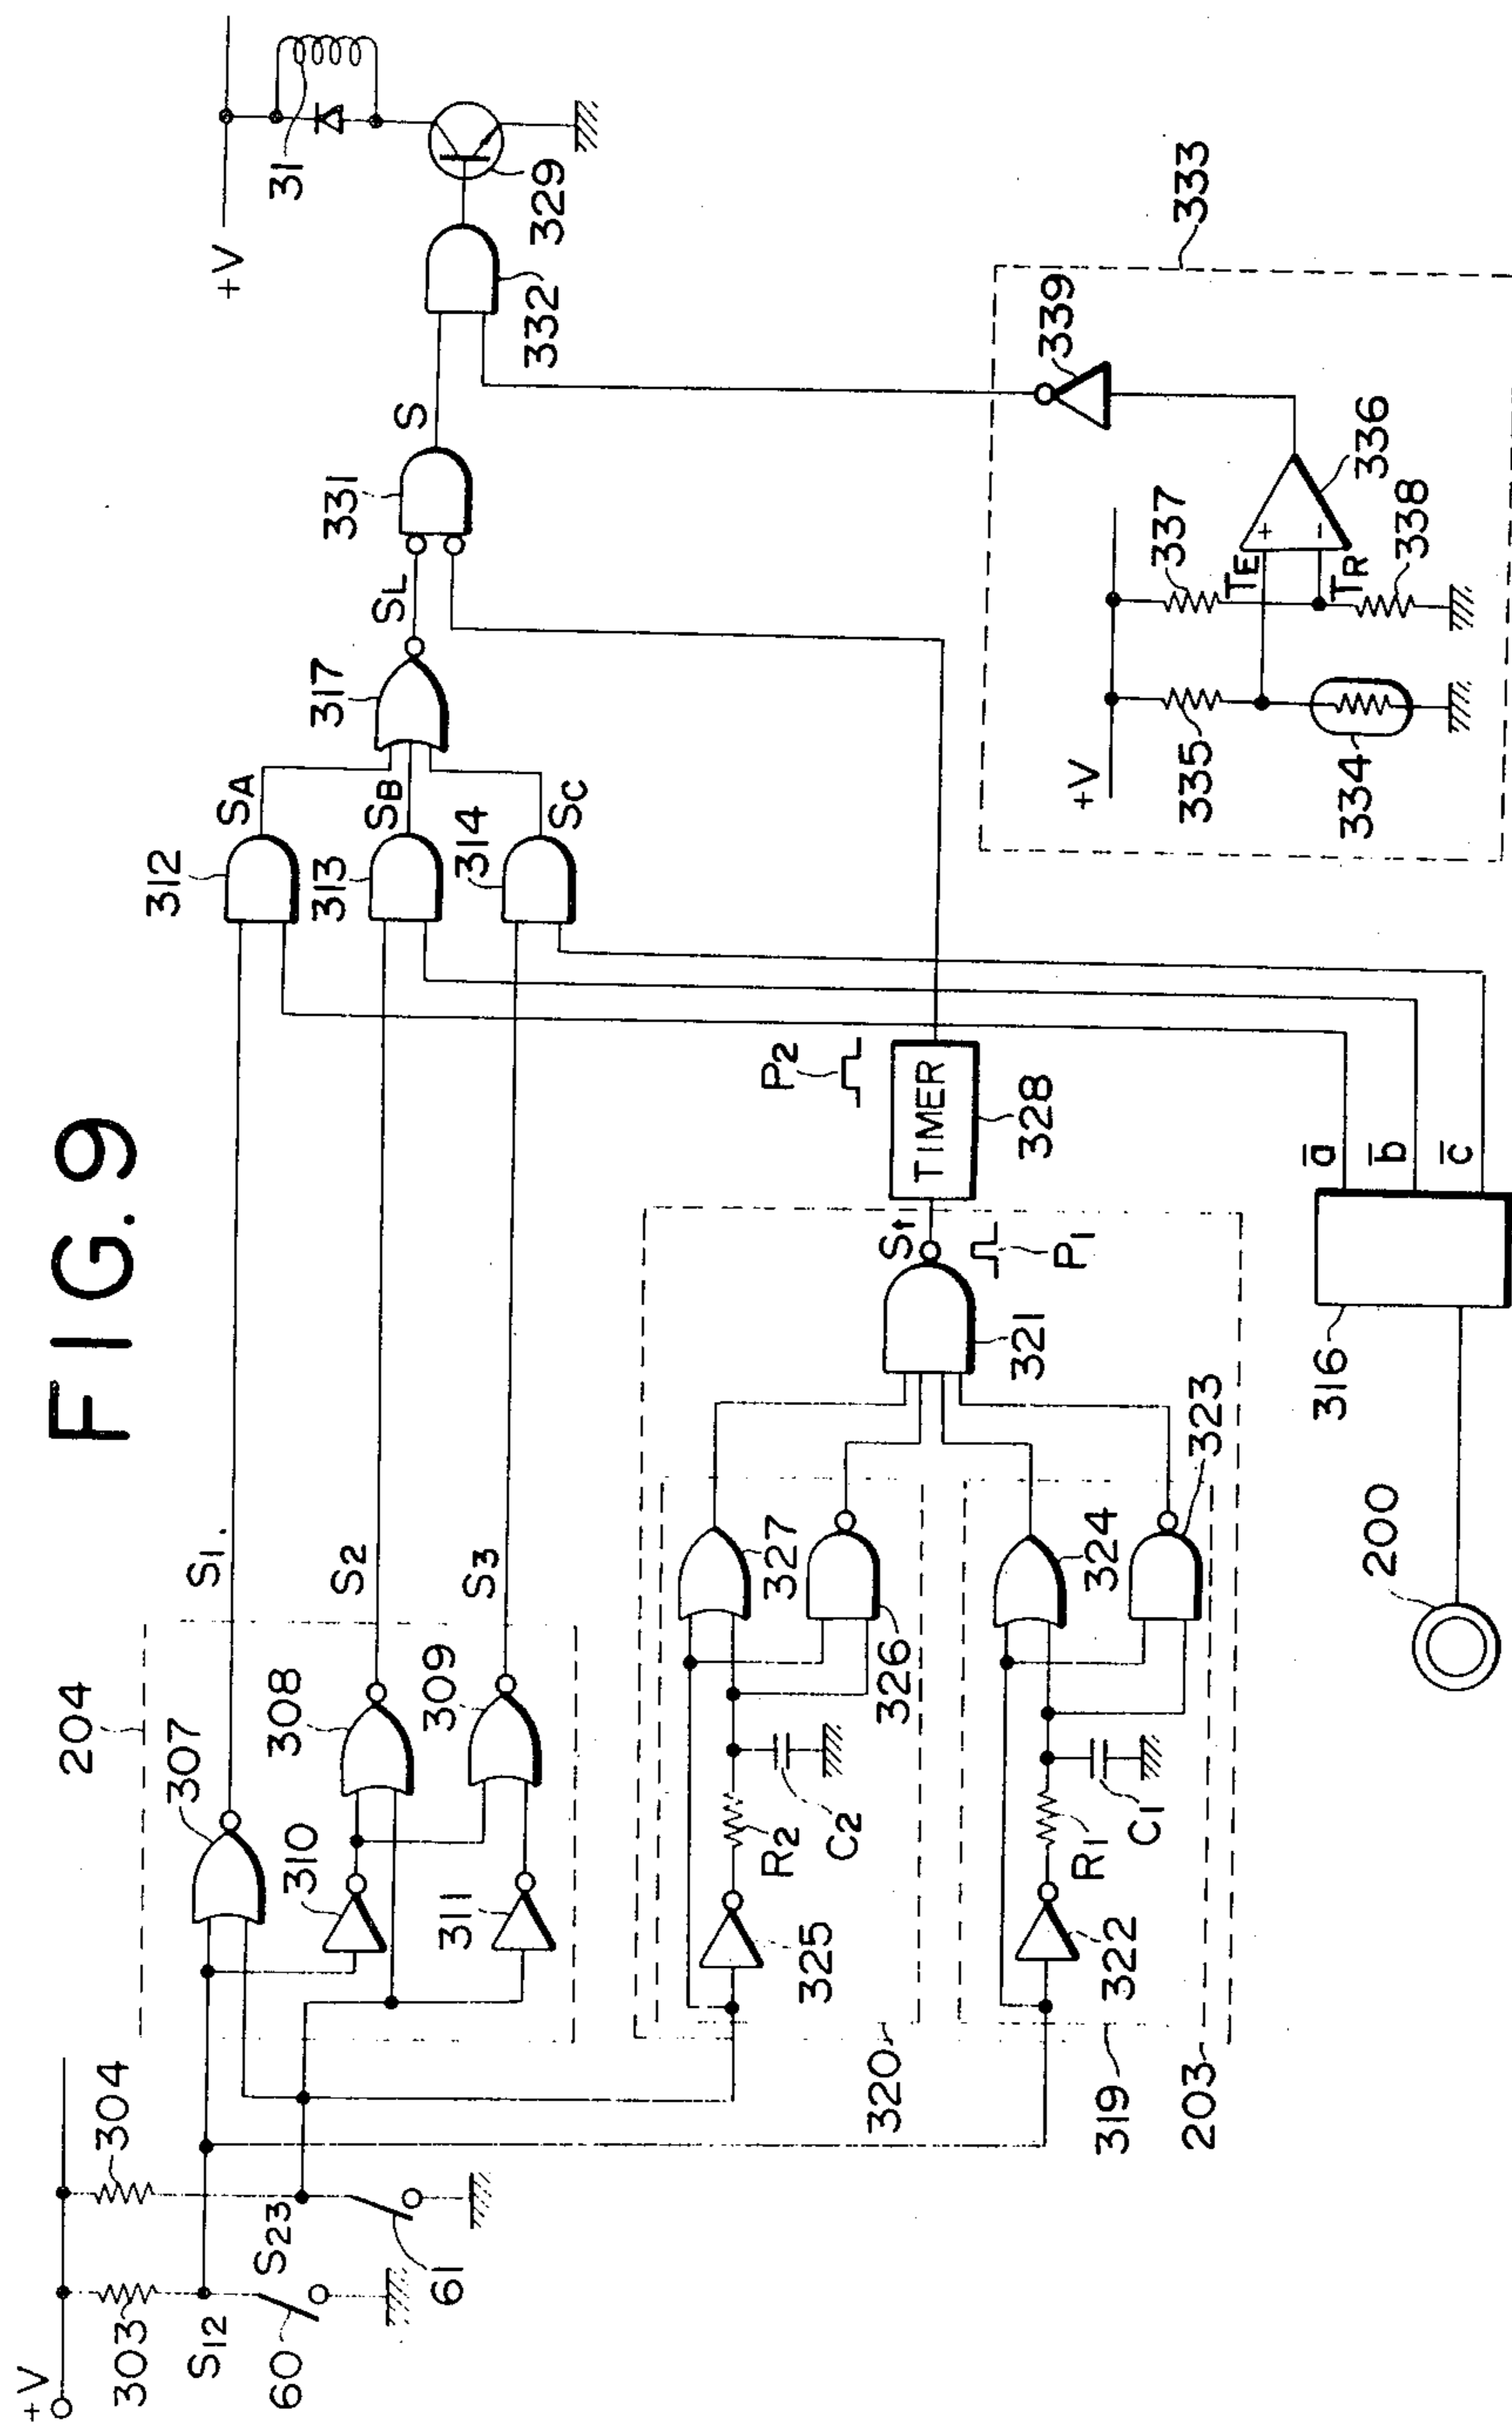 FIG. 9
+V
303
304
S12
S23
60
61
204
307
308
309
310
311
S1
S2
S3
R2
C2
325
326
327
320
R1
C1
322
324
323
319
203
321
St
P1
TIMER
328
P2
200
316
a̅
b̅
c̅
312
313
314
SA
SB
SC
317
SL
331
S
332
329
31
+V
333
339
336
337
338
TE
TR
+
−
+V
335
334